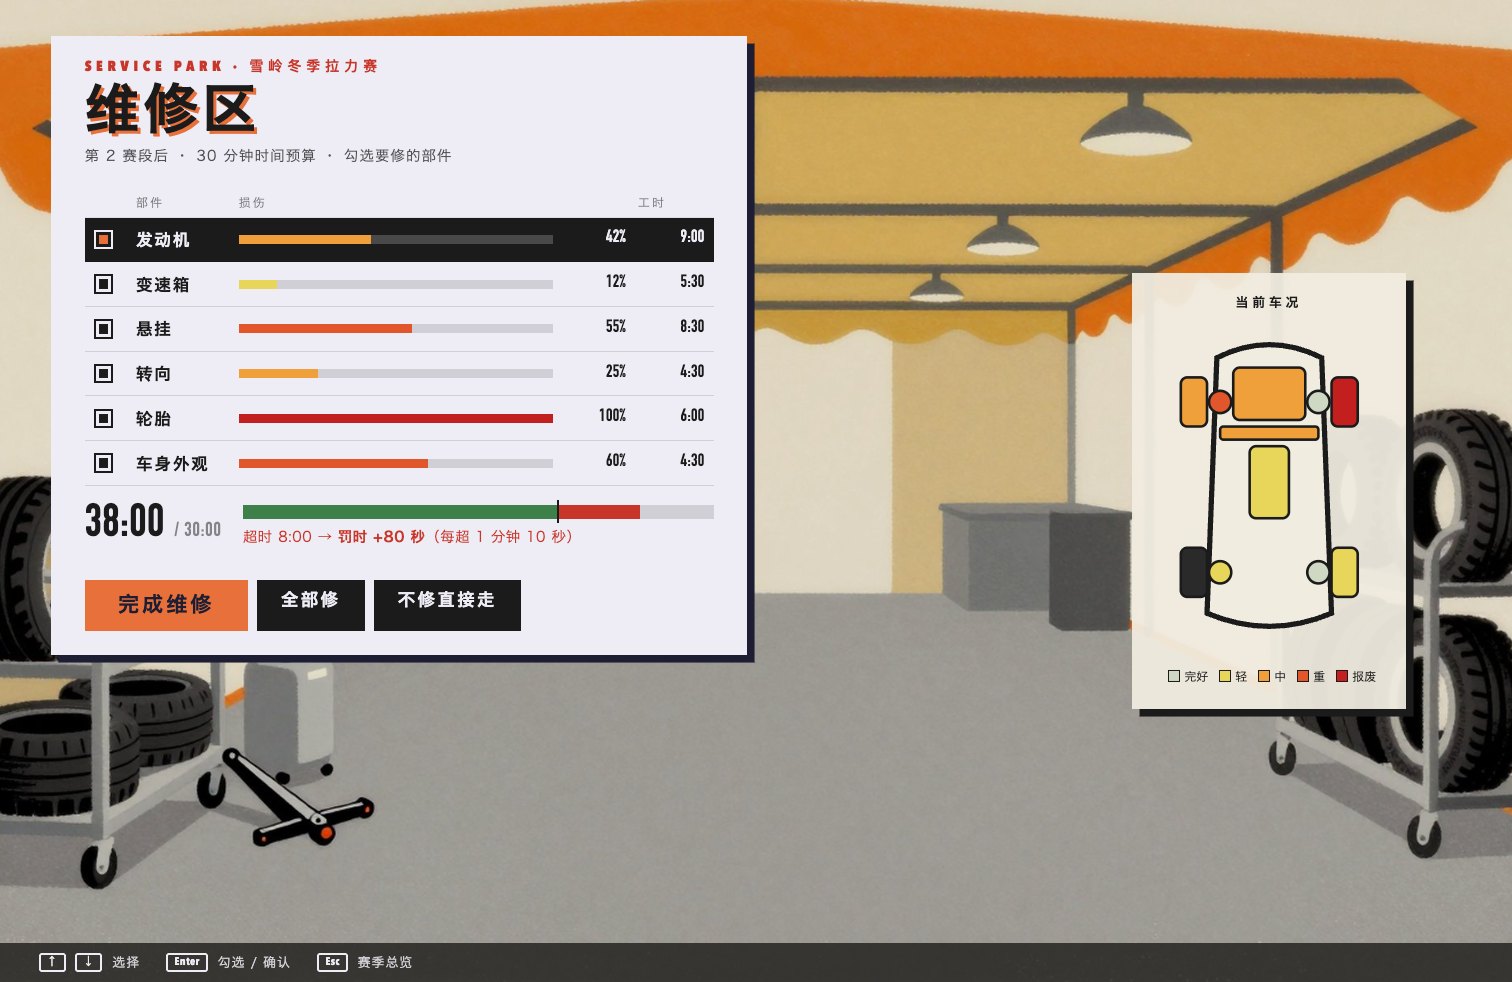 SERVICE PARK · 雪岭冬季拉力赛
维修区
第 2 赛段后 · 30 分钟时间预算 · 勾选要修的部件
部件 损伤 工时
发动机 42% 9:00
变速箱 12% 5:30
悬挂 55% 8:30
转向 25% 4:30
轮胎 100% 6:00
车身外观 60% 4:30
38:00 / 30:00
超时 8:00 → 罚时 +80 秒（每超 1 分钟 10 秒）
完成维修 全部修 不修直接走
当前车况
完好 轻 中 重 报废
↑ ↓ 选择 Enter 勾选 / 确认 Esc 赛季总览